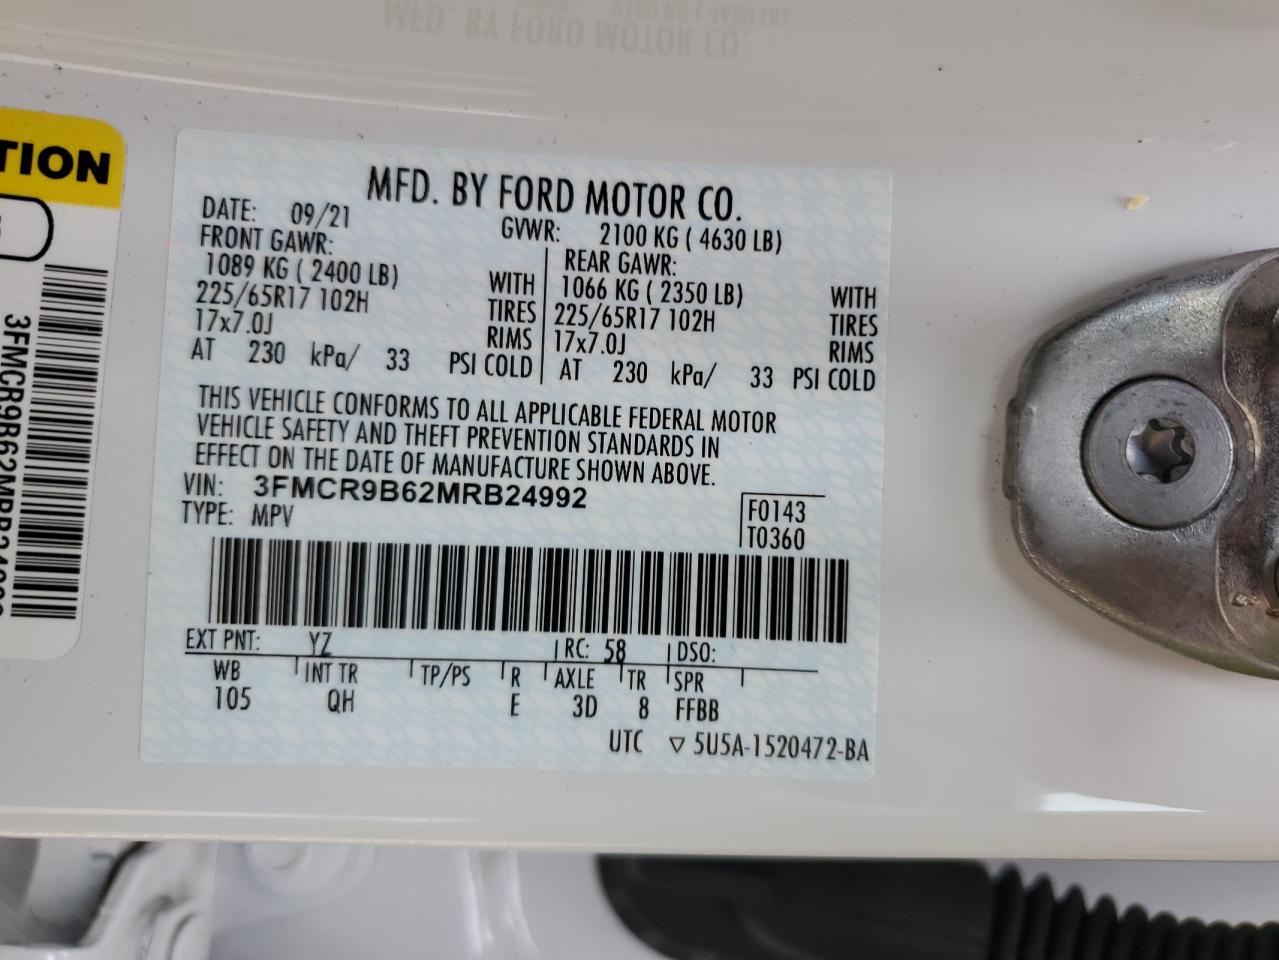 TION
3FMCR9B62MRB24992
MFD. BY FORD MOTOR CO.
DATE: 09/21
GVWR: 2100 KG ( 4630 LB)
FRONT GAWR:
1089 KG ( 2400 LB) WITH
225/65R17 102H TIRES
17x7.0J RIMS
AT 230 kPa/ 33 PSI COLD
REAR GAWR:
1066 KG ( 2350 LB) WITH
225/65R17 102H TIRES
17x7.0J RIMS
AT 230 kPa/ 33 PSI COLD
THIS VEHICLE CONFORMS TO ALL APPLICABLE FEDERAL MOTOR
VEHICLE SAFETY AND THEFT PREVENTION STANDARDS IN
EFFECT ON THE DATE OF MANUFACTURE SHOWN ABOVE.
VIN: 3FMCR9B62MRB24992
TYPE: MPV
F0143
T0360
EXT PNT: YZ RC: 58 DSO:
WB INT TR TP/PS R AXLE TR SPR
105 QH E 3D 8 FFBB
UTC ▽ 5U5A-1520472-BA